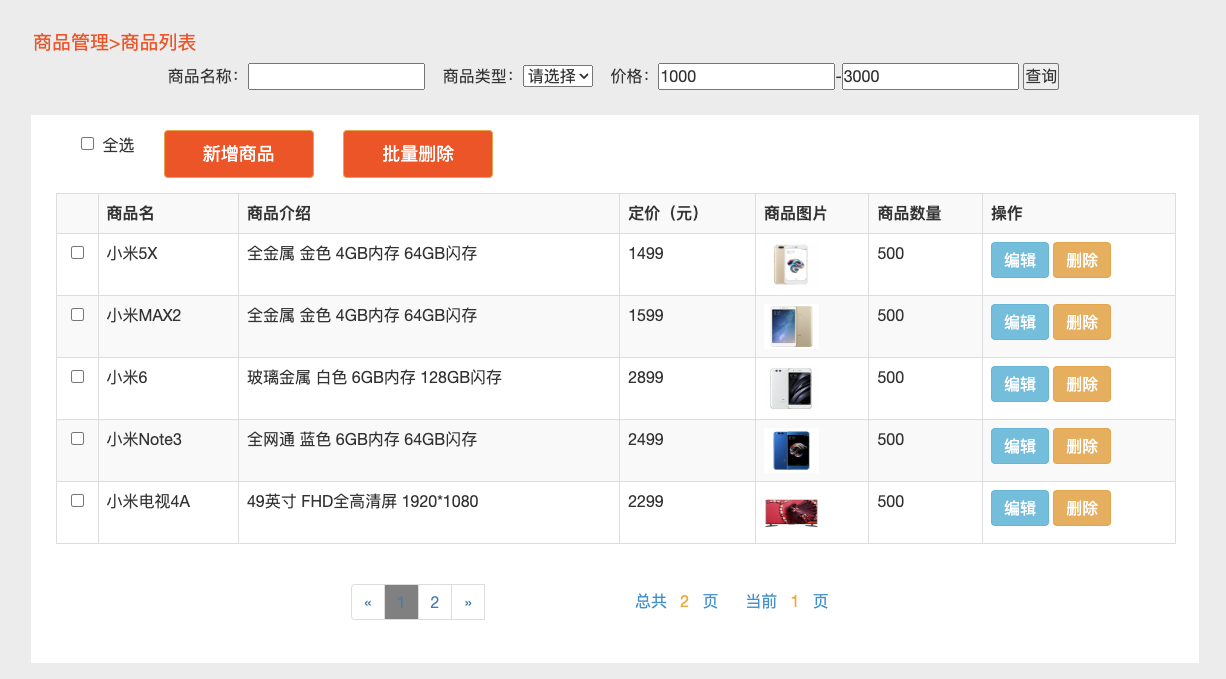 商品管理>商品列表
商品名称： 商品类型： 请选择 价格： 1000-3000 查询
全选 新增商品 批量删除
商品名 商品介绍 定价（元） 商品图片 商品数量 操作
小米5X 全金属 金色 4GB内存 64GB闪存 1499 500 编辑 删除
小米MAX2 全金属 金色 4GB内存 64GB闪存 1599 500 编辑 删除
小米6 玻璃金属 白色 6GB内存 128GB闪存 2899 500 编辑 删除
小米Note3 全网通 蓝色 6GB内存 64GB闪存 2499 500 编辑 删除
小米电视4A 49英寸 FHD全高清屏 1920*1080 2299 500 编辑 删除
« 1 2 » 总共 2 页 当前 1 页